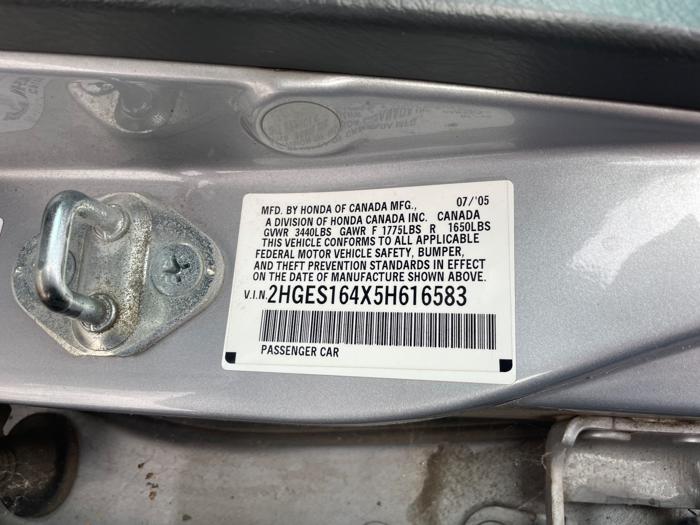 MFD. BY HONDA OF CANADA MFG., 07/'05
A DIVISION OF HONDA CANADA INC. CANADA
GVWR 3440LBS GAWR F 1775LBS R 1650LBS
THIS VEHICLE CONFORMS TO ALL APPLICABLE
FEDERAL MOTOR VEHICLE SAFETY, BUMPER,
AND THEFT PREVENTION STANDARDS IN EFFECT
ON THE DATE OF MANUFACTURE SHOWN ABOVE.
V.I.N. 2HGES164X5H616583
PASSENGER CAR